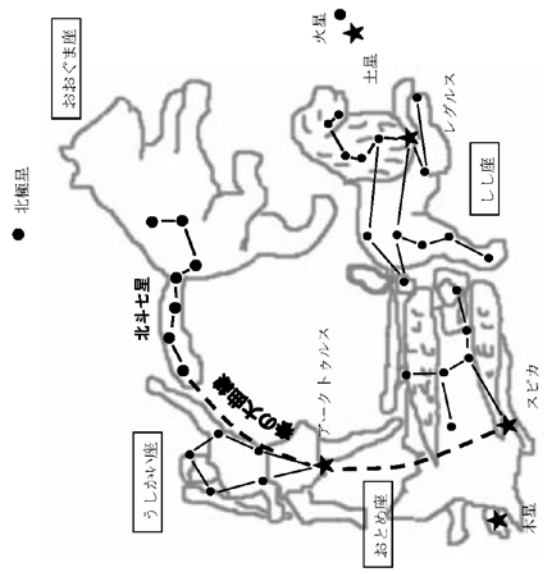 北極星
おおぐま座
北斗七星
火星
土星
レグルス
しし座
春の大曲線
アークトゥルス
うしかい座
おとめ座
スピカ
木星